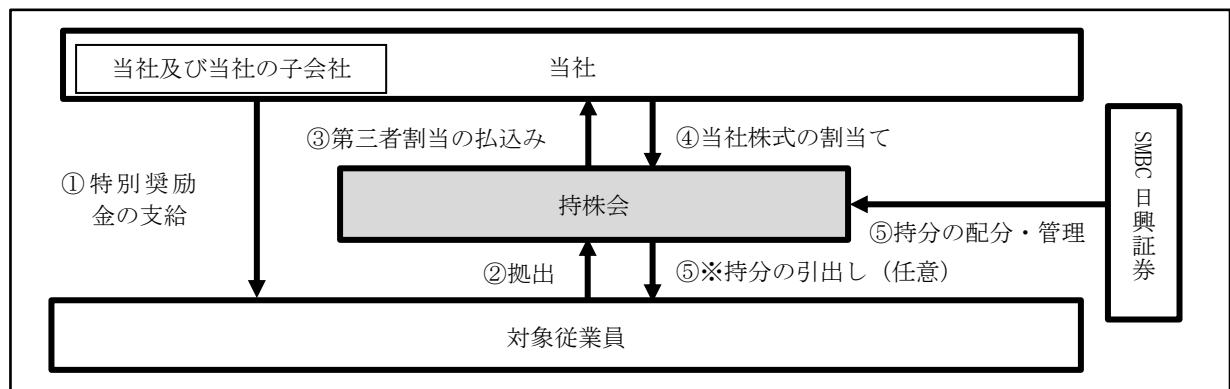 当社及び当社の子会社
当社
③第三者割当の払込み
④当社株式の割当て
①特別奨励
金の支給
持株会
SMBC日興証券
⑤持分の配分・管理
②拠出
⑤※持分の引出し（任意）
対象従業員